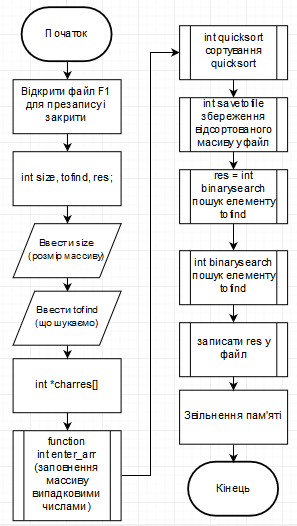 Початок
Відкрити файл F1
для презапису і
закрити
int size, tofind, res;
Ввести size
(розмір массиву)
Ввести tofind
(що шукаємо)
int *charres[]
function
int enter_arr
(заповнення
массиву
випадковими
числами)
int quicksort
сортування
quicksort
int savetofile
збереження
відсортованого
масиву у файл
res = int
binarysearch
пошук елементу
tofind
int binarysearch
пошук елементу
tofind
записати res у
файл
Звільнення пам'яті
Кінець